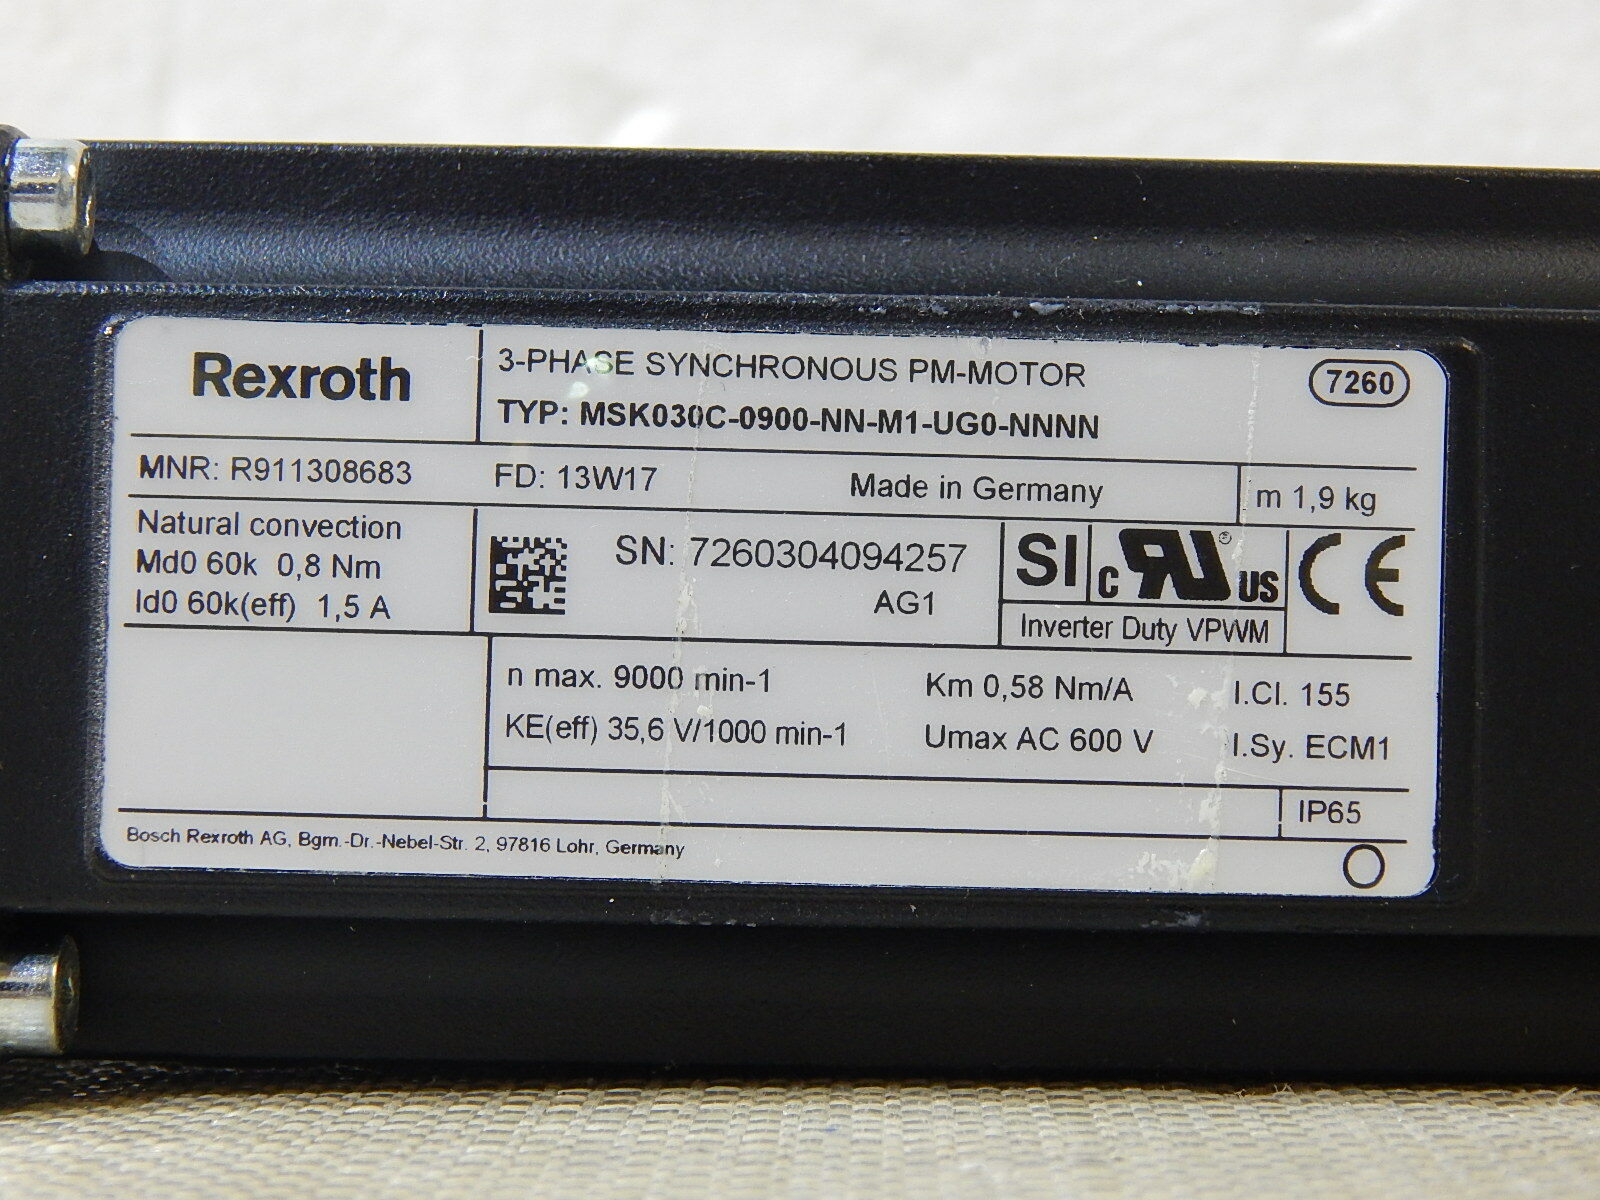 Rexroth
3-PHASE SYNCHRONOUS PM-MOTOR
7260
TYP: MSK030C-0900-NN-M1-UG0-NNNN
MNR: R911308683 FD: 13W17 Made in Germany m 1,9 kg
Natural convection
Md0 60k 0,8 Nm
Id0 60k(eff) 1,5 A
SN: 7260304094257
AG1
SI c RU ® US CE
Inverter Duty VPWM
n max. 9000 min-1 Km 0,58 Nm/A I.Cl. 155
KE(eff) 35,6 V/1000 min-1 Umax AC 600 V I.Sy. ECM1
IP65
Bosch Rexroth AG, Bgm.-Dr.-Nebel-Str. 2, 97816 Lohr, Germany